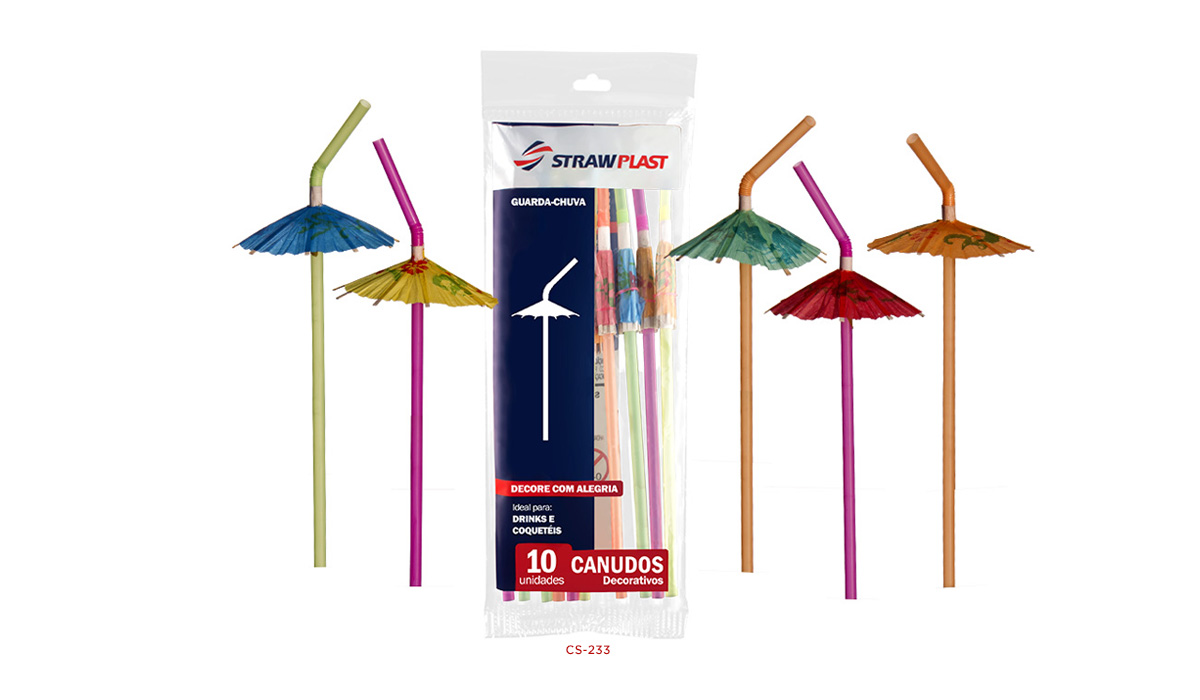 STRAWPLAST
GUARDA-CHUVA
DECORE COM ALEGRIA
Ideal para:
DRINKS E
COQUETÉIS
10
unidades
CANUDOS
Decorativos
CS-233